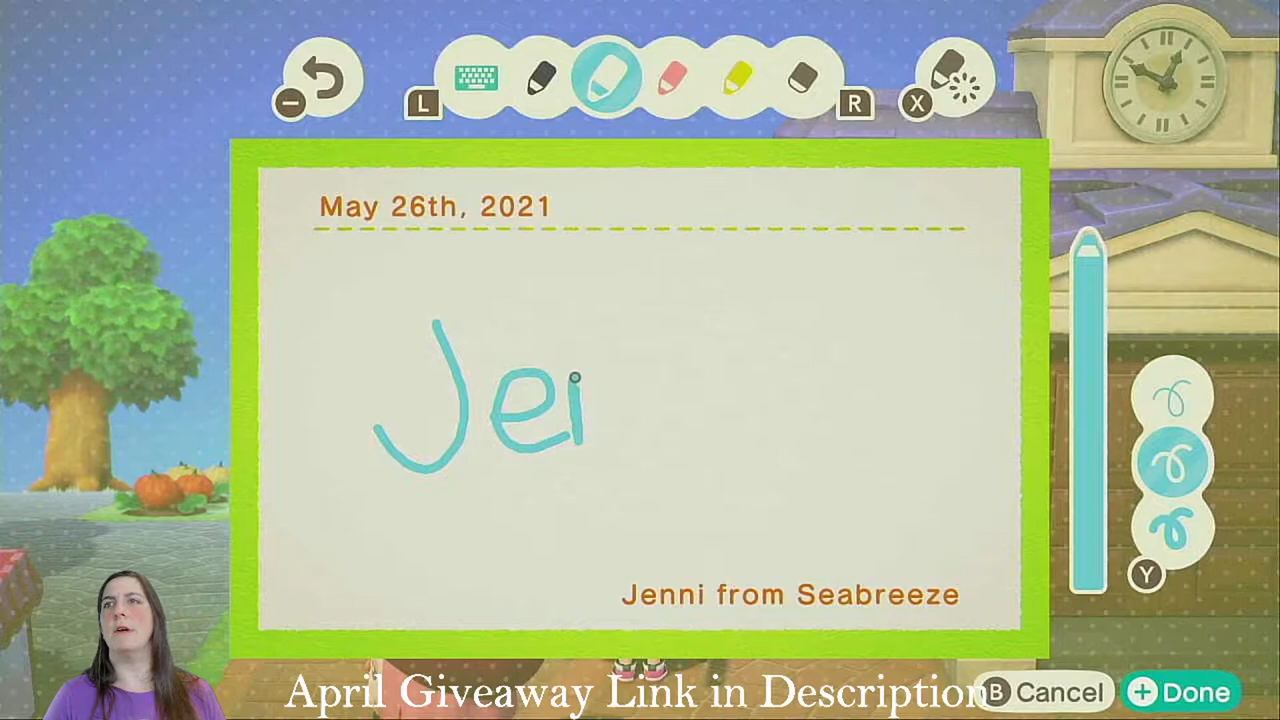 L
R
X
May 26th, 2021
Jei
Jenni from Seabreeze
Y
April Giveaway Link in Description
B Cancel
+ Done